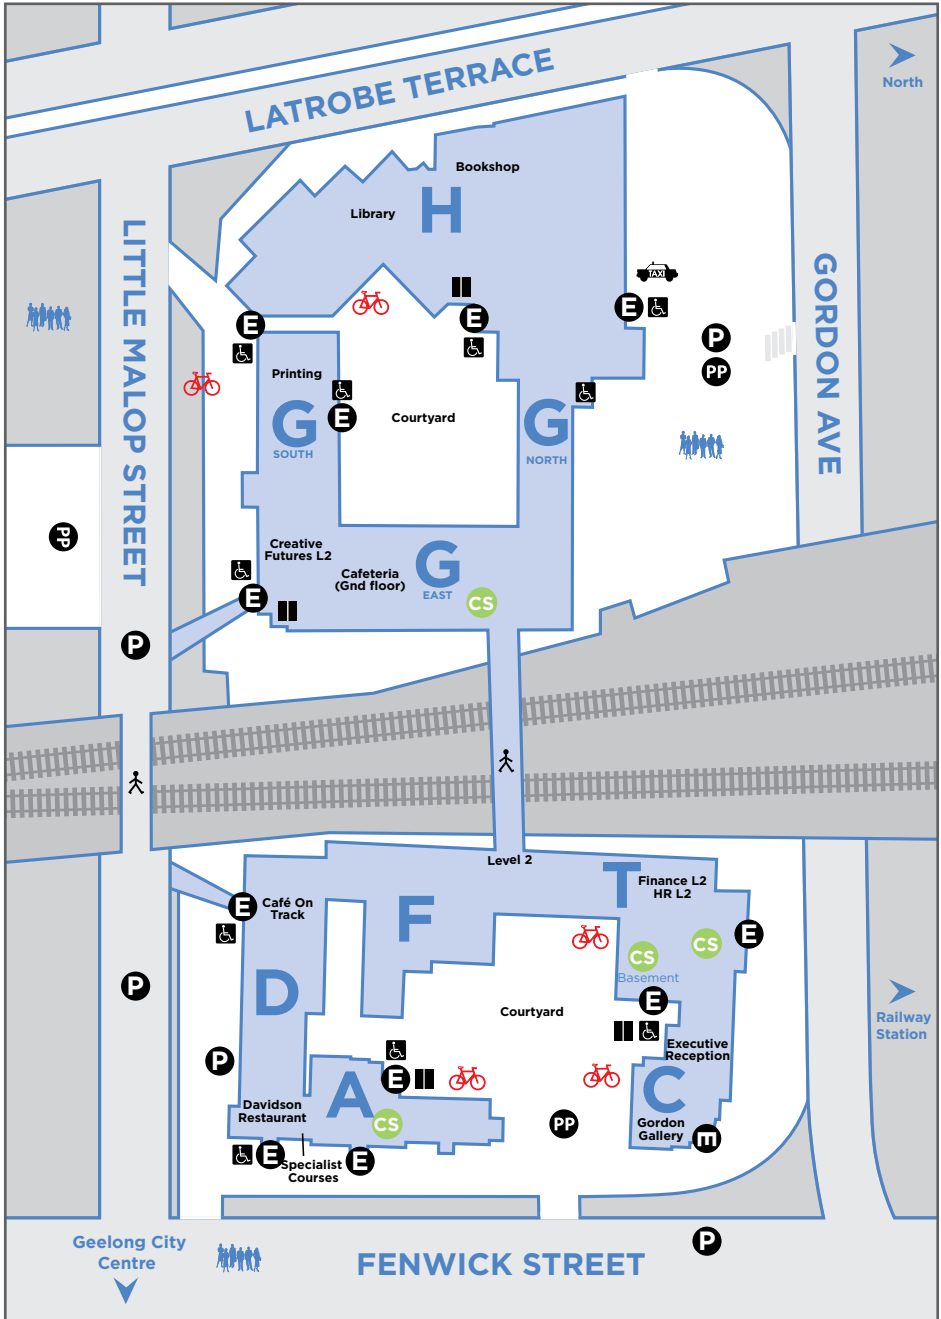 LATROBE TERRACE
North
Bookshop
Library
H
LITTLE MALOP STREET
GORDON AVE
TAXI
E
E
E
P
PP
Printing
G
SOUTH
E
Courtyard
G
NORTH
PP
Creative
Futures L2
Cafeteria
(Gnd floor)
G
EAST
CS
E
P
Level 2
T
Finance L2
HR L2
Café On
Track
E
F
E
CS
CS
Basement
P
D
E
Courtyard
Railway
Station
Executive
Reception
P
A
E
C
Davidson
Restaurant
CS
PP
Gordon
Gallery
E
E
E
Specialist
Courses
P
Geelong City
Centre
FENWICK STREET